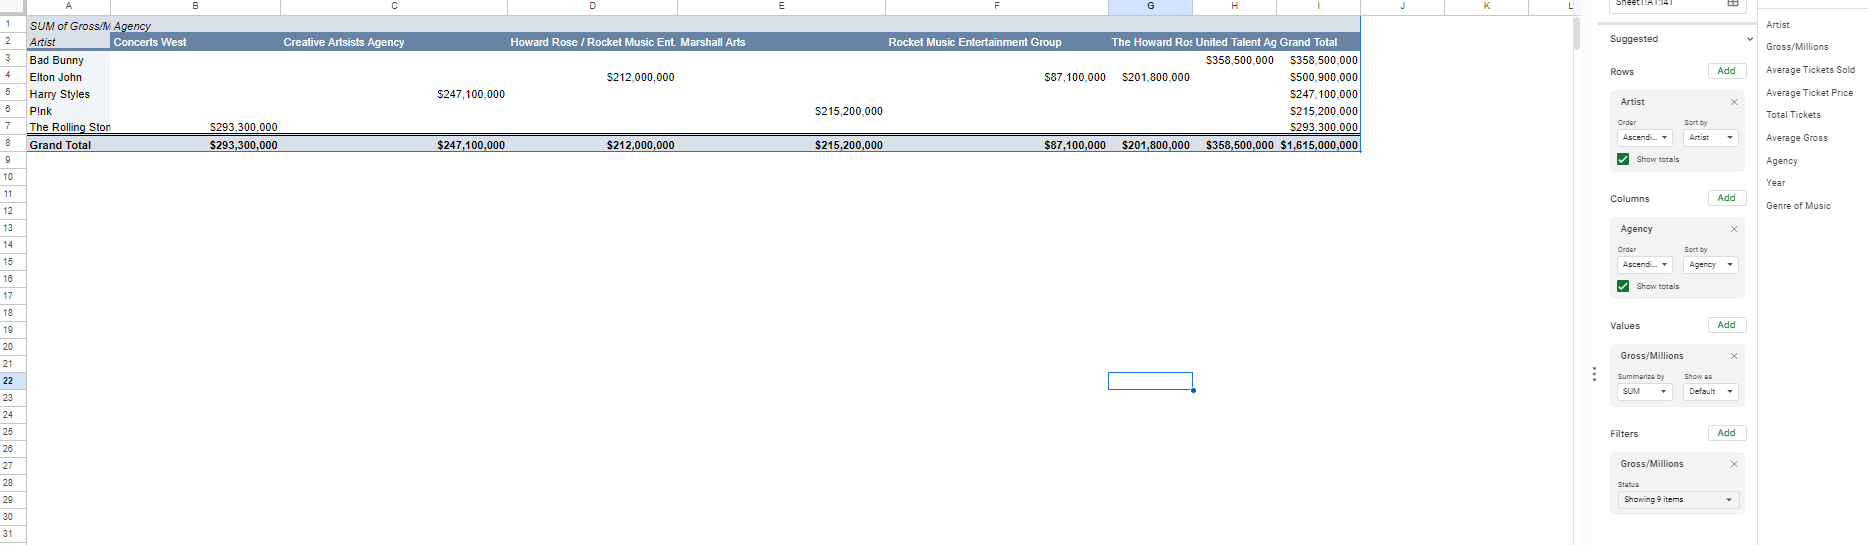 A B C D E F G H I J K L
Sheet1!A1:I41
1 SUM of Gross/M Agency
2 Artist Concerts West Creative Artsists Agency Howard Rose / Rocket Music Ent. Marshall Arts Rocket Music Entertainment Group The Howard Ros United Talent Ag Grand Total
3 Bad Bunny $358,500,000 $358,500,000
4 Elton John $212,000,000 $87,100,000 $201,800,000 $500,900,000
5 Harry Styles $247,100,000 $247,100,000
6 P!nk $215,200,000 $215,200,000
7 The Rolling Ston $293,300,000 $293,300,000
8 Grand Total $293,300,000 $247,100,000 $212,000,000 $215,200,000 $87,100,000 $201,800,000 $358,500,000 $1,615,000,000
9
10
11
12
13
14
15
16
17
18
19
20
21
22
23
24
25
26
27
28
29
30
31
Suggested
Rows Add
Artist
Order Sort by
Ascendi... Artist
Show totals
Columns Add
Agency
Order Sort by
Ascendi... Agency
Show totals
Values Add
Gross/Millions
Summarize by Show as
SUM Default
Filters Add
Gross/Millions
Status
Showing 9 items
Artist
Gross/Millions
Average Tickets Sold
Average Ticket Price
Total Tickets
Average Gross
Agency
Year
Genre of Music